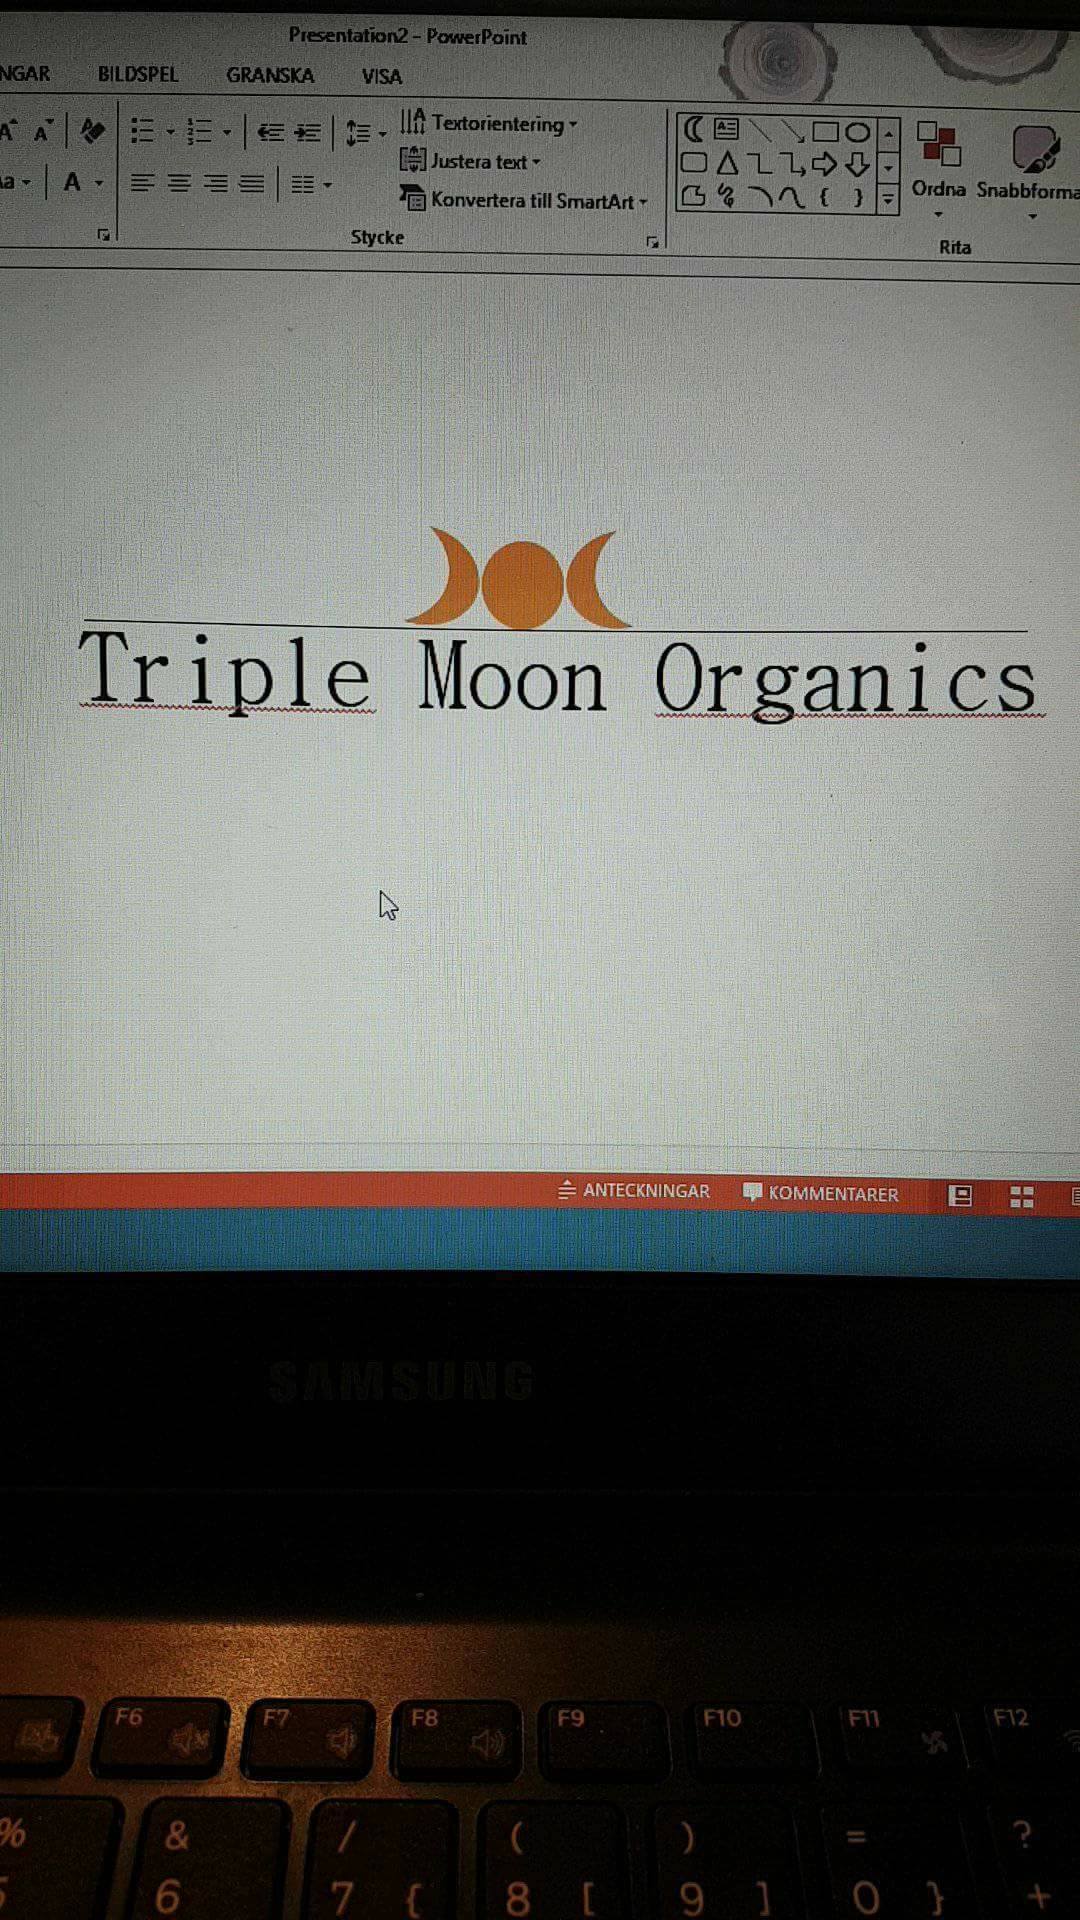 Presentation2 - PowerPoint
NGAR BILDSPEL GRANSKA VISA
Textorientering
Justera text
Konvertera till SmartArt
Stycke
Ordna Snabbforma
Rita
Triple Moon Organics
ANTECKNINGAR KOMMENTARER
SAMSUNG
F6 F7 F8 F9 F10 F11 F12
% & / ( ) = ?
6 7 { 8 [ 9 ] 0 } +